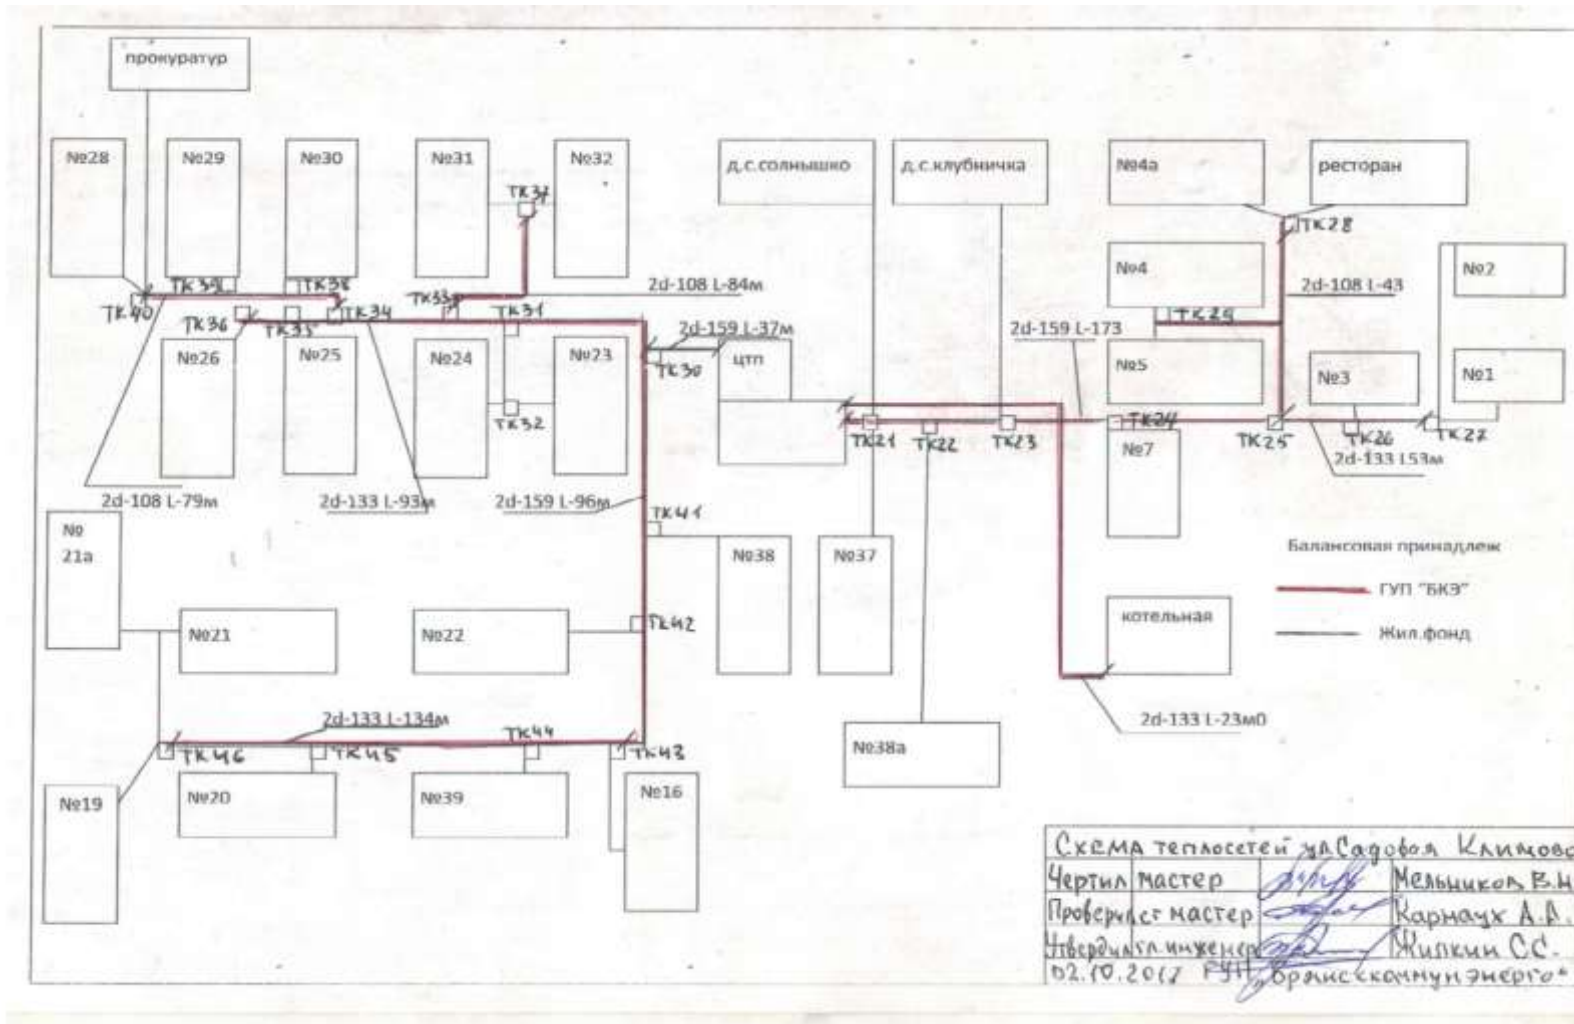 прокуратур
№28
№29
№30
№31
№32
д.с.солнышко
д.с.клубничка
№4а
ресторан
ТК37
ТК28
№4
№2
ТК39
ТК38
2d-108 L-84м
2d-108 L-43
ТК40
ТК36
ТК35
ТК34
ТК33
ТК31
2d-159 L-37м
2d-159 L-173
ТК29
№26
№25
№24
№23
ТК30
цтп
№5
№3
№1
ТК32
ТК21
ТК22
ТК23
ТК24
ТК25
ТК26
ТК27
№7
2d-133 L53м
2d-108 L-79м
2d-133 L-93м
2d-159 L-96м
ТК41
№
21а
№38
№37
Балансовая принадлеж
ГУП "БКЭ"
Жил.фонд
№21
№22
ТК42
котельная
2d-133 L-134м
2d-133 L-23м0
ТК46
ТК45
ТК44
ТК43
№38а
№19
№20
№39
№16
Схема теплосетей ул Садовая Климово
Чертил мастер Мельников В.Н
Проверил ст мастер Карнаух А.А.
Утвердил гл. инженер Жилкин С.С.
ГУП Брянсккоммунэнерго"